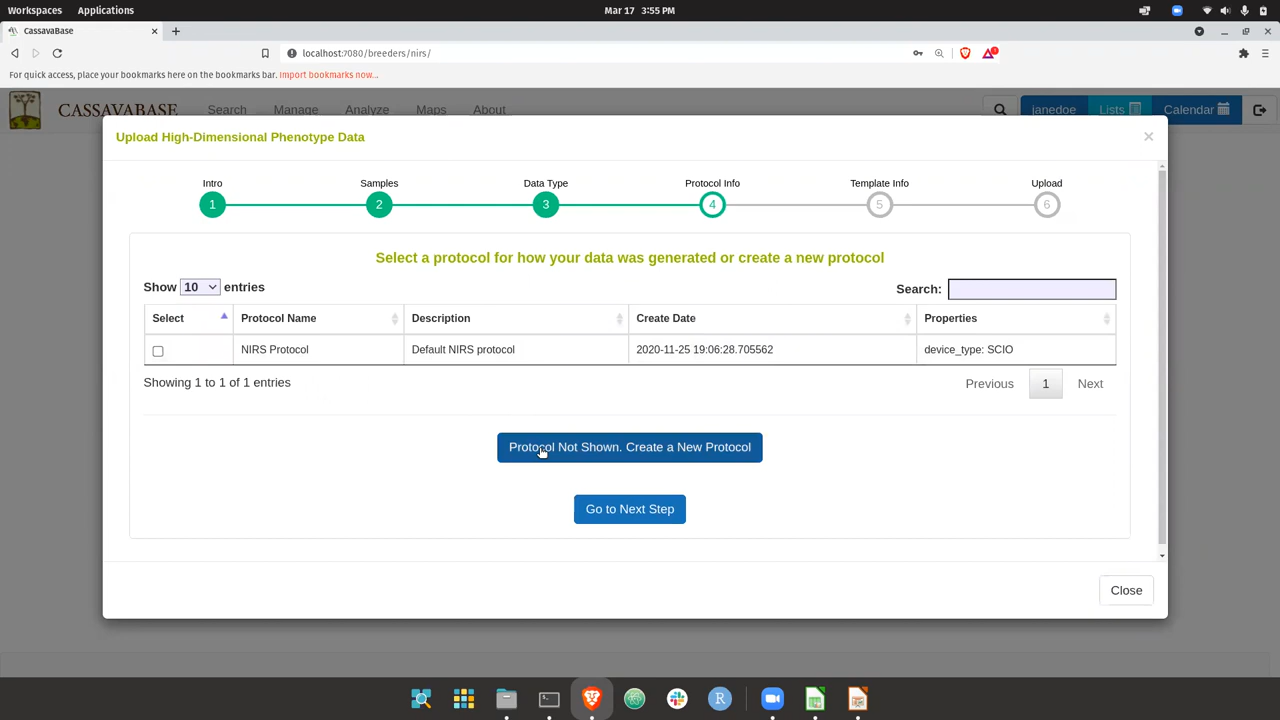 Workspaces Applications Mar 17 3:55 PM
CassavaBase
localhost:7080/breeders/nirs/
For quick access, place your bookmarks here on the bookmarks bar. Import bookmarks now...
CASSAVABASE Search Manage Analyze Maps About janedoe Lists Calendar
Upload High-Dimensional Phenotype Data ×
Intro Samples Data Type Protocol Info Template Info Upload
1 2 3 4 5 6
Select a protocol for how your data was generated or create a new protocol
Show 10 entries Search:
Select Protocol Name Description Create Date Properties
NIRS Protocol Default NIRS protocol 2020-11-25 19:06:28.705562 device_type: SCIO
Showing 1 to 1 of 1 entries Previous 1 Next
Protocol Not Shown. Create a New Protocol
Go to Next Step
Close